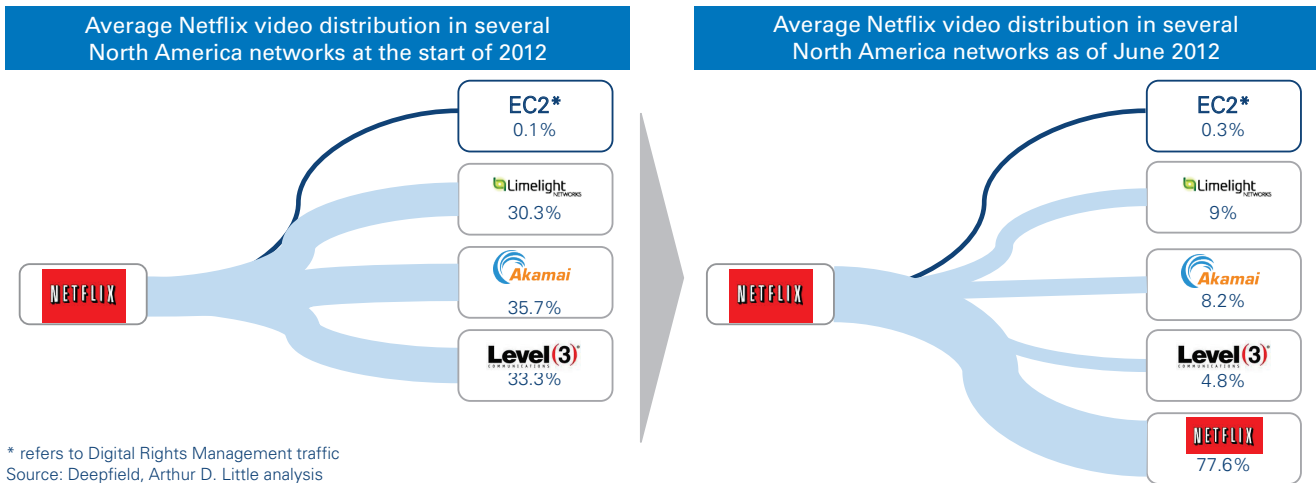 Average Netflix video distribution in several
North America networks at the start of 2012
EC2*
0.1%
Limelight
NETWORKS
30.3%
NETFLIX
Akamai
35.7%
Level(3)
COMMUNICATIONS
33.3%
* refers to Digital Rights Management traffic
Source: Deepfield, Arthur D. Little analysis
Average Netflix video distribution in several
North America networks as of June 2012
EC2*
0.3%
Limelight
NETWORKS
9%
NETFLIX
Akamai
8.2%
Level(3)
COMMUNICATIONS
4.8%
NETFLIX
77.6%